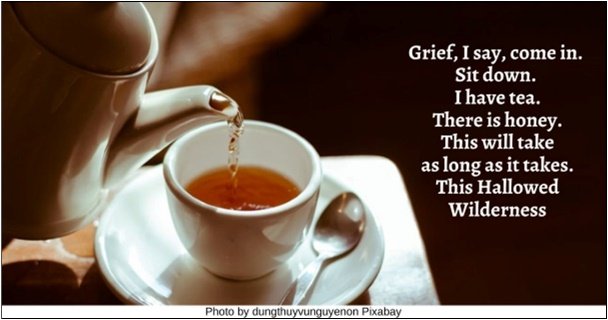 Grief, I say, come in.
Sit down.
I have tea.
There is honey.
This will take
as long as it takes.
This Hallowed
Wilderness
Photo by dungthuyvunguyenon Pixabay